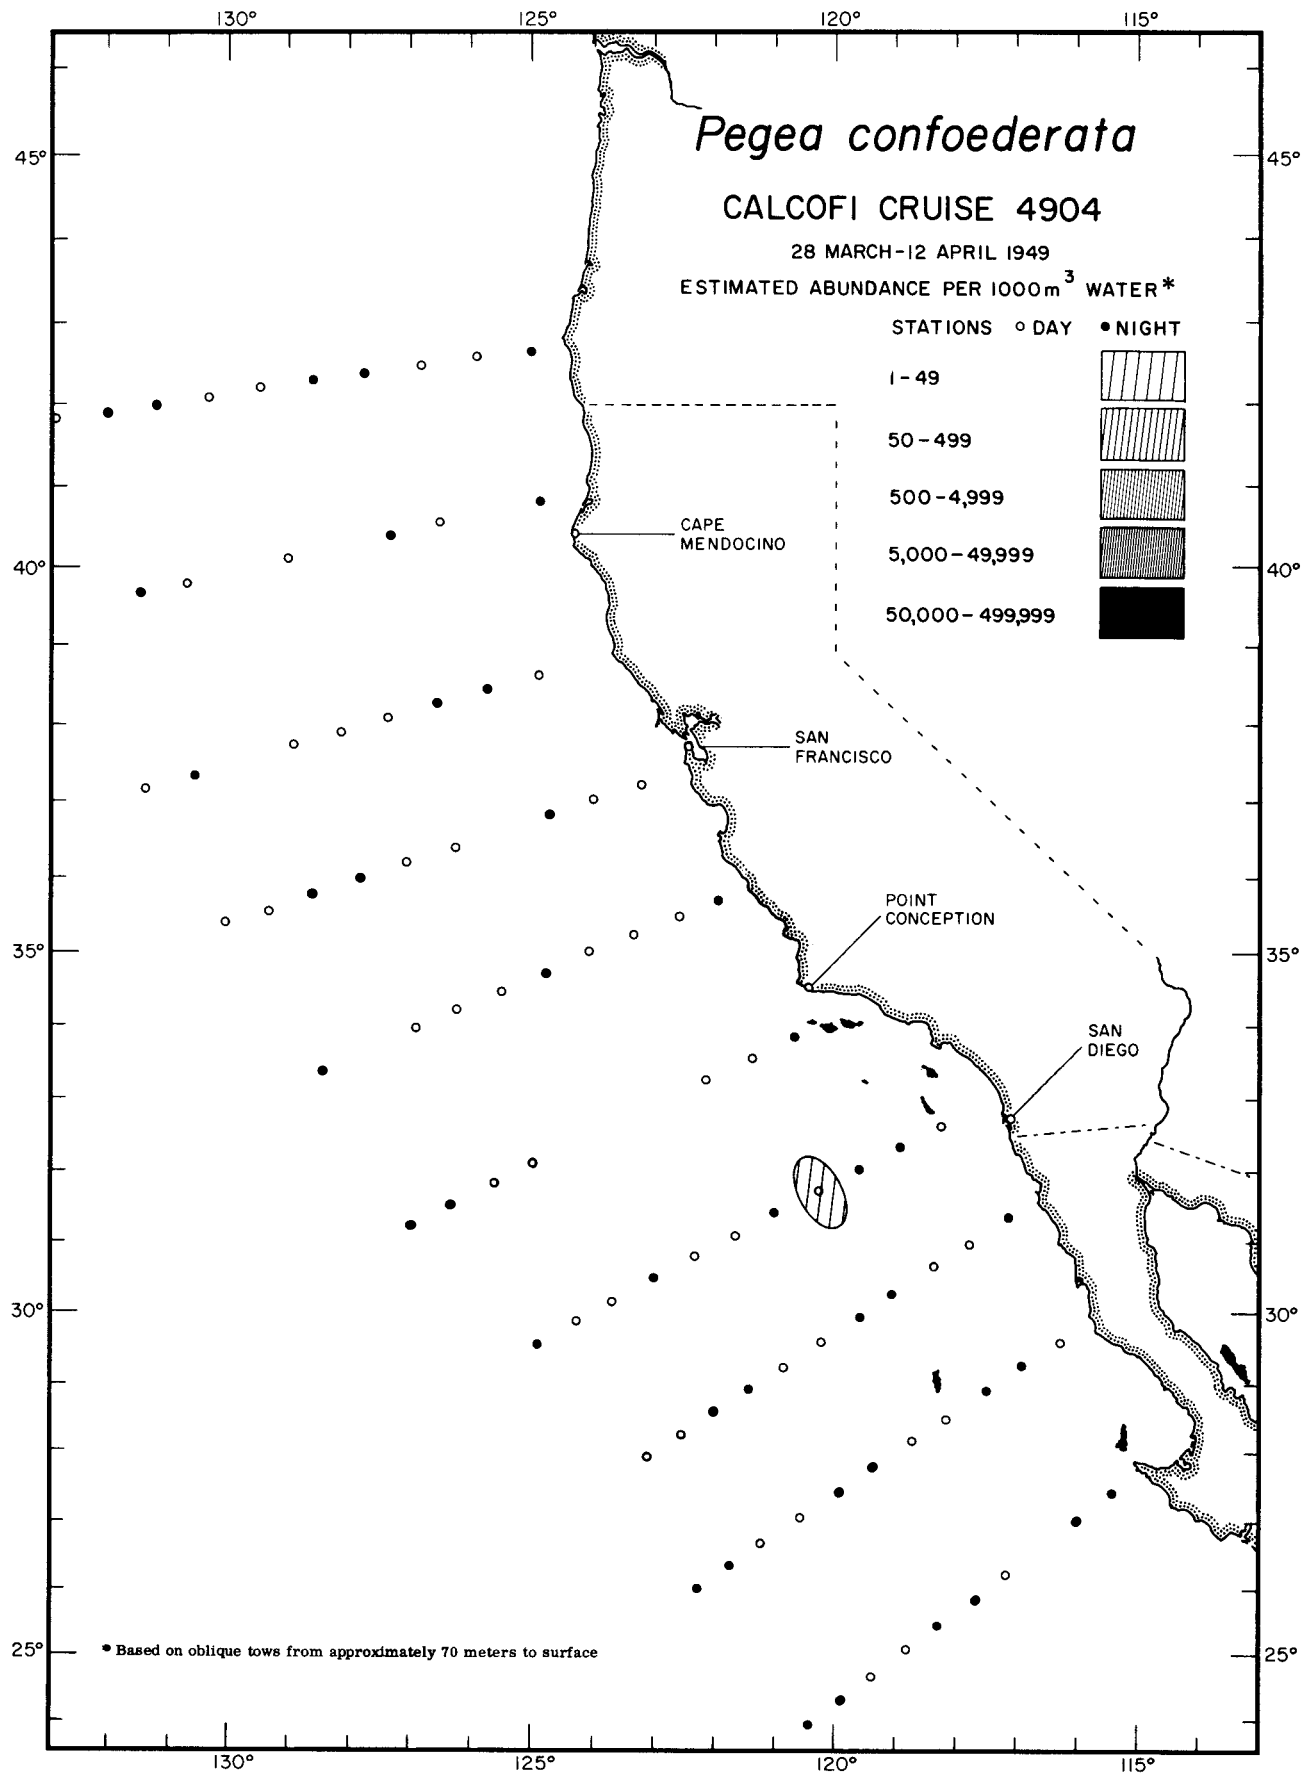 130° 125° 120° 115°
Pegea confoederata
45° 45°
CALCOFI CRUISE 4904
28 MARCH-12 APRIL 1949
ESTIMATED ABUNDANCE PER 1000m³ WATER*
STATIONS ○ DAY ● NIGHT
1-49
50-499
500-4,999
CAPE
MENDOCINO
5,000-49,999
40° 40°
50,000-499,999
SAN
FRANCISCO
POINT
CONCEPTION
35° 35°
SAN
DIEGO
30° 30°
25° 25°
* Based on oblique tows from approximately 70 meters to surface
130° 125° 120° 115°